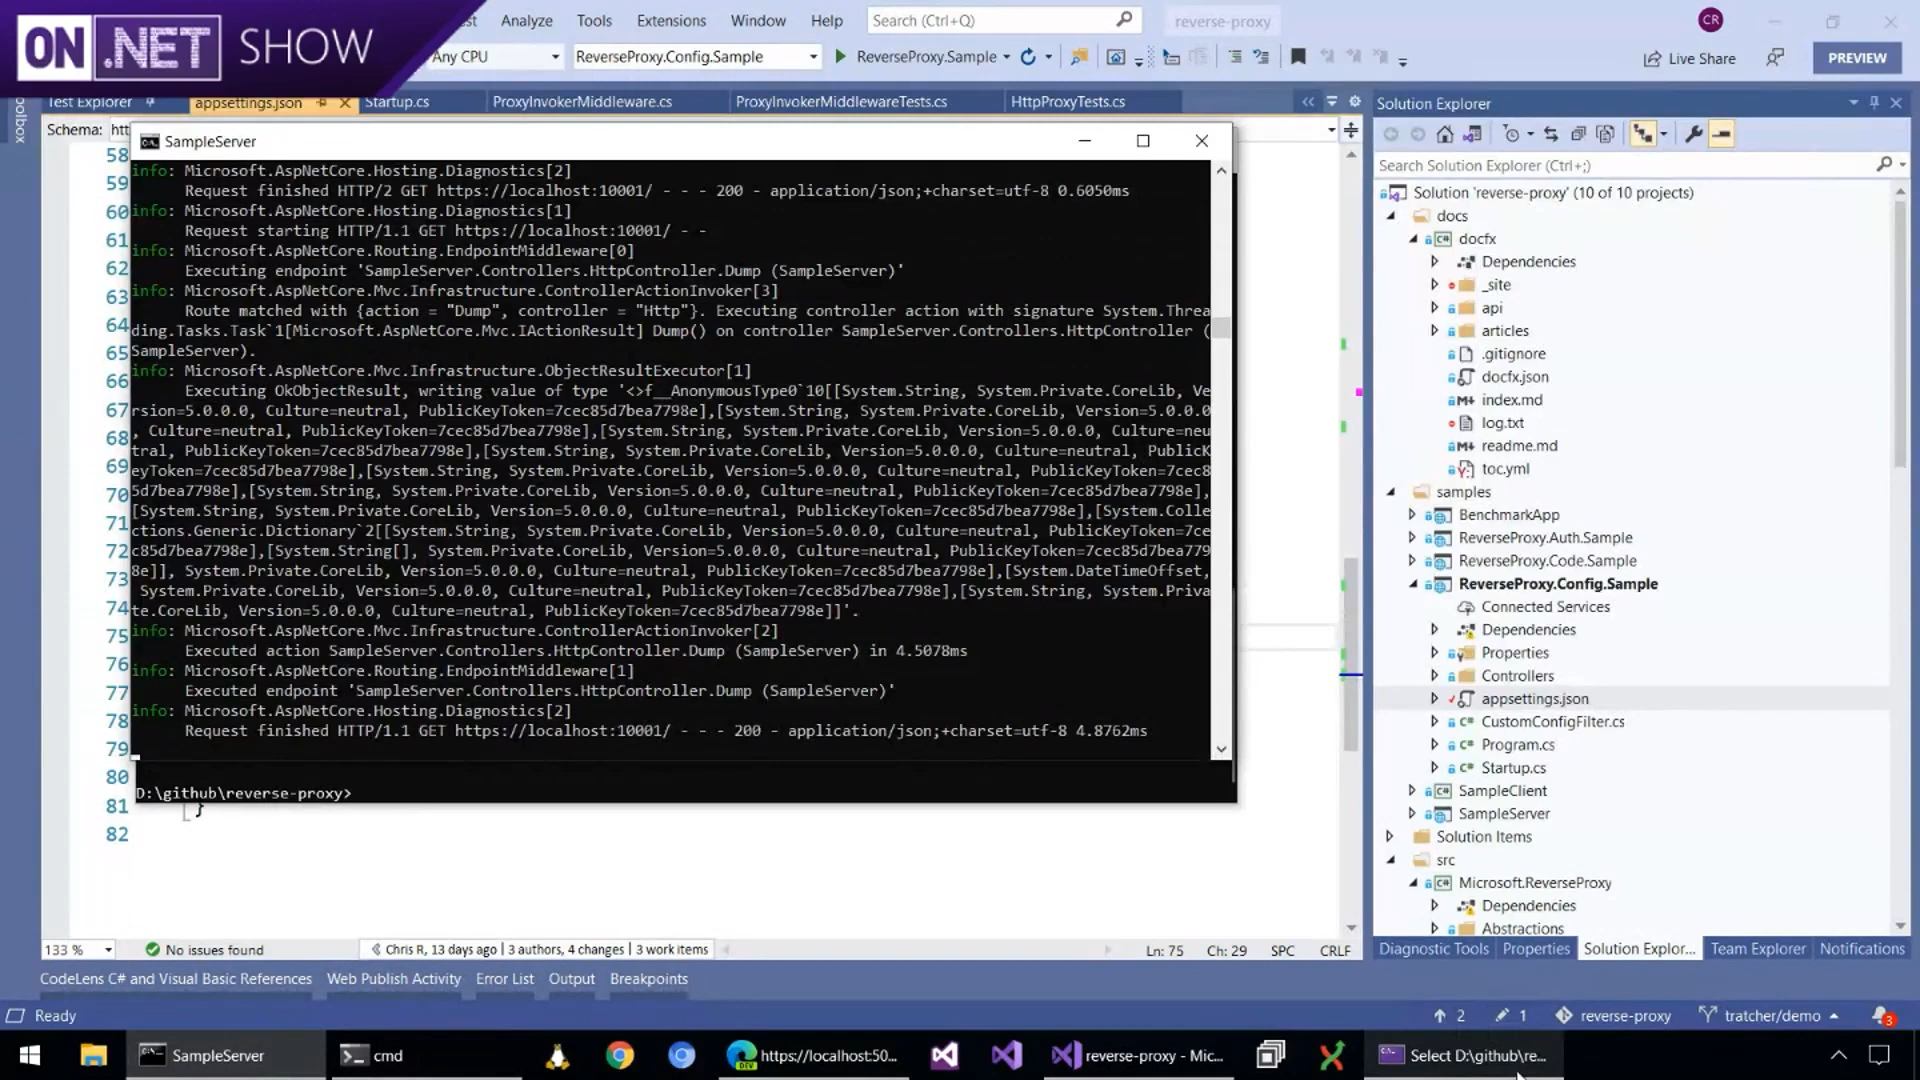 ON .NET SHOW
Analyze Tools Extensions Window Help Search (Ctrl+Q) reverse-proxy CR
Any CPU ReverseProxy.Config.Sample ReverseProxy.Sample Live Share PREVIEW
Test Explorer appsettings.json Startup.cs ProxyInvokerMiddleware.cs ProxyInvokerMiddlewareTests.cs HttpProxyTests.cs
Schema: htt
SampleServer
info: Microsoft.AspNetCore.Hosting.Diagnostics[2]
Request finished HTTP/2 GET https://localhost:10001/ - - - 200 - application/json;+charset=utf-8 0.6050ms
info: Microsoft.AspNetCore.Hosting.Diagnostics[1]
Request starting HTTP/1.1 GET https://localhost:10001/ - -
info: Microsoft.AspNetCore.Routing.EndpointMiddleware[0]
Executing endpoint 'SampleServer.Controllers.HttpController.Dump (SampleServer)'
info: Microsoft.AspNetCore.Mvc.Infrastructure.ControllerActionInvoker[3]
Route matched with {action = "Dump", controller = "Http"}. Executing controller action with signature System.Threa
ding.Tasks.Task`1[Microsoft.AspNetCore.Mvc.IActionResult] Dump() on controller SampleServer.Controllers.HttpController (
SampleServer).
info: Microsoft.AspNetCore.Mvc.Infrastructure.ObjectResultExecutor[1]
Executing OkObjectResult, writing value of type '<>f__AnonymousType0`10[[System.String, System.Private.CoreLib, Ve
rsion=5.0.0.0, Culture=neutral, PublicKeyToken=7cec85d7bea7798e],[System.String, System.Private.CoreLib, Version=5.0.0.0
, Culture=neutral, PublicKeyToken=7cec85d7bea7798e],[System.String, System.Private.CoreLib, Version=5.0.0.0, Culture=neu
tral, PublicKeyToken=7cec85d7bea7798e],[System.String, System.Private.CoreLib, Version=5.0.0.0, Culture=neutral, PublicK
eyToken=7cec85d7bea7798e],[System.String, System.Private.CoreLib, Version=5.0.0.0, Culture=neutral, PublicKeyToken=7cec8
5d7bea7798e],[System.String, System.Private.CoreLib, Version=5.0.0.0, Culture=neutral, PublicKeyToken=7cec85d7bea7798e],
[System.String, System.Private.CoreLib, Version=5.0.0.0, Culture=neutral, PublicKeyToken=7cec85d7bea7798e],[System.Colle
ctions.Generic.Dictionary`2[[System.String, System.Private.CoreLib, Version=5.0.0.0, Culture=neutral, PublicKeyToken=7ce
c85d7bea7798e],[System.String[], System.Private.CoreLib, Version=5.0.0.0, Culture=neutral, PublicKeyToken=7cec85d7bea779
8e]], System.Private.CoreLib, Version=5.0.0.0, Culture=neutral, PublicKeyToken=7cec85d7bea7798e],[System.DateTimeOffset,
System.Private.CoreLib, Version=5.0.0.0, Culture=neutral, PublicKeyToken=7cec85d7bea7798e],[System.String, System.Priva
te.CoreLib, Version=5.0.0.0, Culture=neutral, PublicKeyToken=7cec85d7bea7798e]]'.
info: Microsoft.AspNetCore.Mvc.Infrastructure.ControllerActionInvoker[2]
Executed action SampleServer.Controllers.HttpController.Dump (SampleServer) in 4.5078ms
info: Microsoft.AspNetCore.Routing.EndpointMiddleware[1]
Executed endpoint 'SampleServer.Controllers.HttpController.Dump (SampleServer)'
info: Microsoft.AspNetCore.Hosting.Diagnostics[2]
Request finished HTTP/1.1 GET https://localhost:10001/ - - - 200 - application/json;+charset=utf-8 4.8762ms
D:\github\reverse-proxy>
58
59
60
61
62
63
64
65
66
67
68
69
70
71
72
73
74
75
76
77
78
79
80
81 }
82
Solution Explorer
Search Solution Explorer (Ctrl+;)
Solution 'reverse-proxy' (10 of 10 projects)
docs
docfx
Dependencies
_site
api
articles
.gitignore
docfx.json
index.md
log.txt
readme.md
toc.yml
samples
BenchmarkApp
ReverseProxy.Auth.Sample
ReverseProxy.Code.Sample
ReverseProxy.Config.Sample
Connected Services
Dependencies
Properties
Controllers
appsettings.json
CustomConfigFilter.cs
Program.cs
Startup.cs
SampleClient
SampleServer
Solution Items
src
Microsoft.ReverseProxy
Dependencies
Abstractions
133 % No issues found Chris R, 13 days ago | 3 authors, 4 changes | 3 work items Ln: 75 Ch: 29 SPC CRLF
Diagnostic Tools Properties Solution Explor... Team Explorer Notifications
CodeLens C# and Visual Basic References Web Publish Activity Error List Output Breakpoints
Ready 2 1 reverse-proxy tratcher/demo 3
SampleServer cmd https://localhost:50... reverse-proxy - Mic... Select D:\github\re...